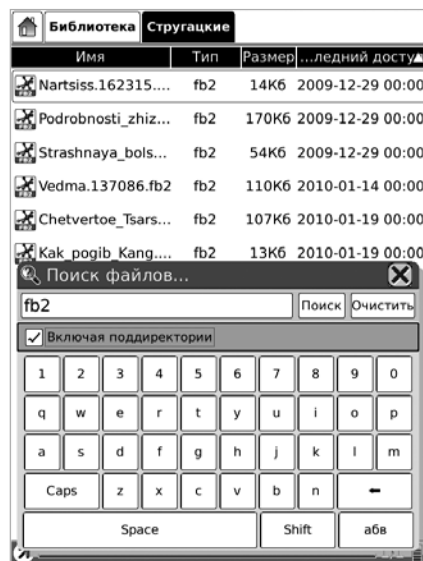 Библиотека Стругацкие
Имя Тип Размер ...ледний досту
Nartsiss.162315.... fb2 14Кб 2009-12-29 00:00
Podrobnosti_zhiz... fb2 170Кб 2009-12-29 00:00
Strashnaya_bols... fb2 54Кб 2009-12-29 00:00
Vedma.137086.fb2 fb2 110Кб 2010-01-14 00:00
Chetvertoe_Tsars... fb2 107Кб 2010-01-19 00:00
Kak_pogib_Kang.... fb2 13Кб 2010-01-19 00:00
Поиск файлов...
fb2 Поиск Очистить
Включая поддиректории
1 2 3 4 5 6 7 8 9 0
q w e r t y u i o p
a s d f g h j k l m
Caps z x c v b n
Space Shift абв